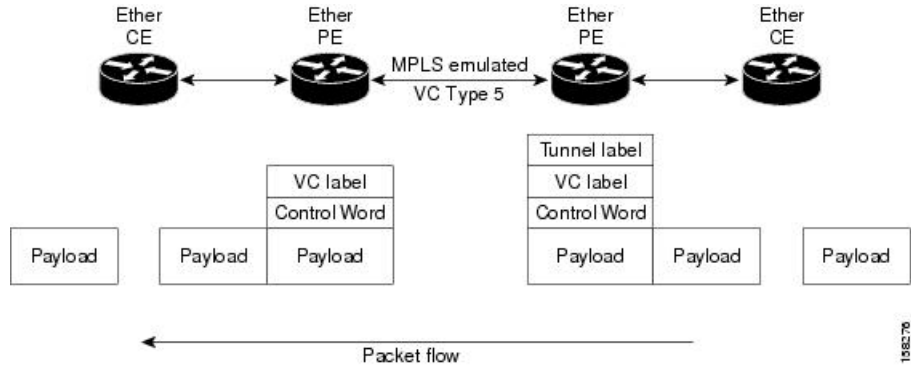 Ether
CE
Ether
PE
Ether
PE
Ether
CE
MPLS emulated
VC Type 5
Tunnel label
VC label
VC label
Control Word
Control Word
Payload
Payload
Payload
Payload
Payload
Payload
Packet flow
158276